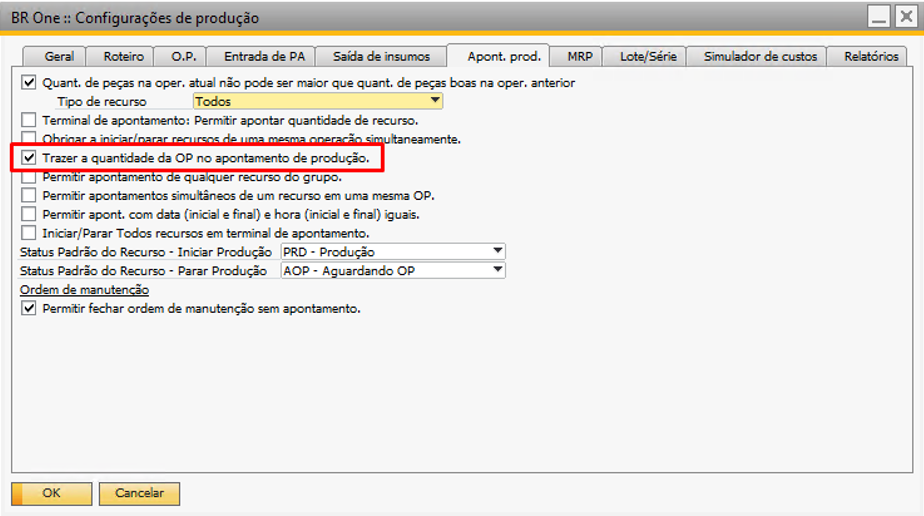 BR One :: Configurações de produção
Geral Roteiro O.P. Entrada de PA Saída de insumos Apont. prod. MRP Lote/Série Simulador de custos Relatórios
Quant. de peças na oper. atual não pode ser maior que quant. de peças boas na oper. anterior
Tipo de recurso Todos
Terminal de apontamento: Permitir apontar quantidade de recurso.
Obrigar a iniciar/parar recursos de uma mesma operação simultaneamente.
Trazer a quantidade da OP no apontamento de produção.
Permitir apontamento de qualquer recurso do grupo.
Permitir apontamentos simultâneos de um recurso em uma mesma OP.
Permitir apont. com data (inicial e final) e hora (inicial e final) iguais.
Iniciar/Parar Todos recursos em terminal de apontamento.
Status Padrão do Recurso - Iniciar Produção PRD - Produção
Status Padrão do Recurso - Parar Produção AOP - Aguardando OP
Ordem de manutenção
Permitir fechar ordem de manutenção sem apontamento.
OK Cancelar